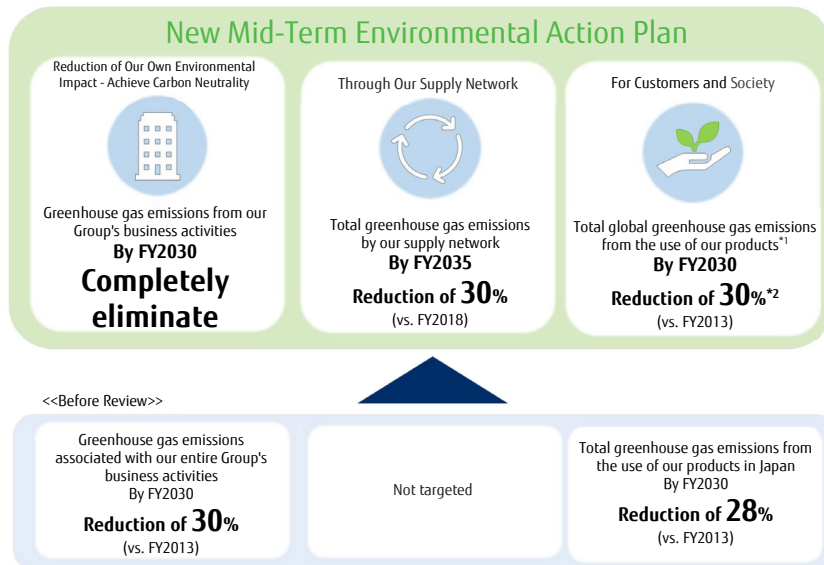 New Mid-Term Environmental Action Plan
Reduction of Our Own Environmental
Impact - Achieve Carbon Neutrality
Greenhouse gas emissions from our
Group's business activities
By FY2030
Completely
eliminate
Through Our Supply Network
Total greenhouse gas emissions
by our supply network
By FY2035
Reduction of 30%
(vs. FY2018)
For Customers and Society
Total global greenhouse gas emissions
from the use of our products*1
By FY2030
Reduction of 30%*2
(vs. FY2013)
<<Before Review>>
Greenhouse gas emissions
associated with our entire Group's
business activities
By FY2030
Reduction of 30%
(vs. FY2013)
Not targeted
Total greenhouse gas emissions from
the use of our products in Japan
By FY2030
Reduction of 28%
(vs. FY2013)